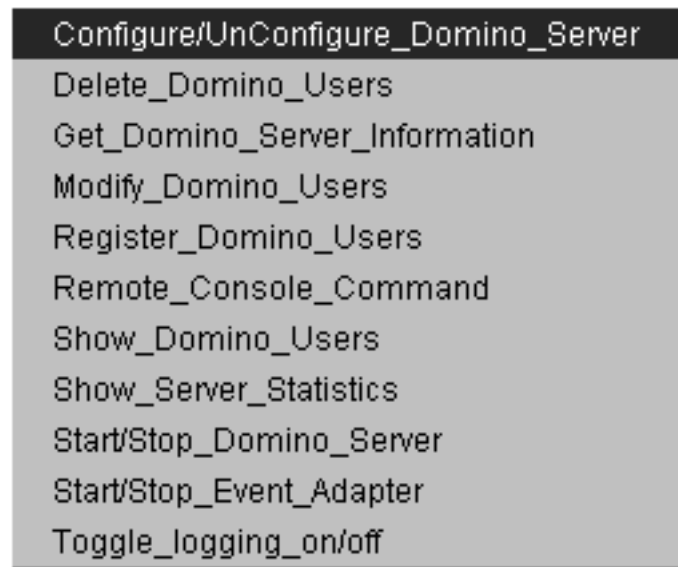 Configure/UnConfigure_Domino_Server
Delete_Domino_Users
Get_Domino_Server_Information
Modify_Domino_Users
Register_Domino_Users
Remote_Console_Command
Show_Domino_Users
Show_Server_Statistics
Start/Stop_Domino_Server
Start/Stop_Event_Adapter
Toggle_logging_on/off